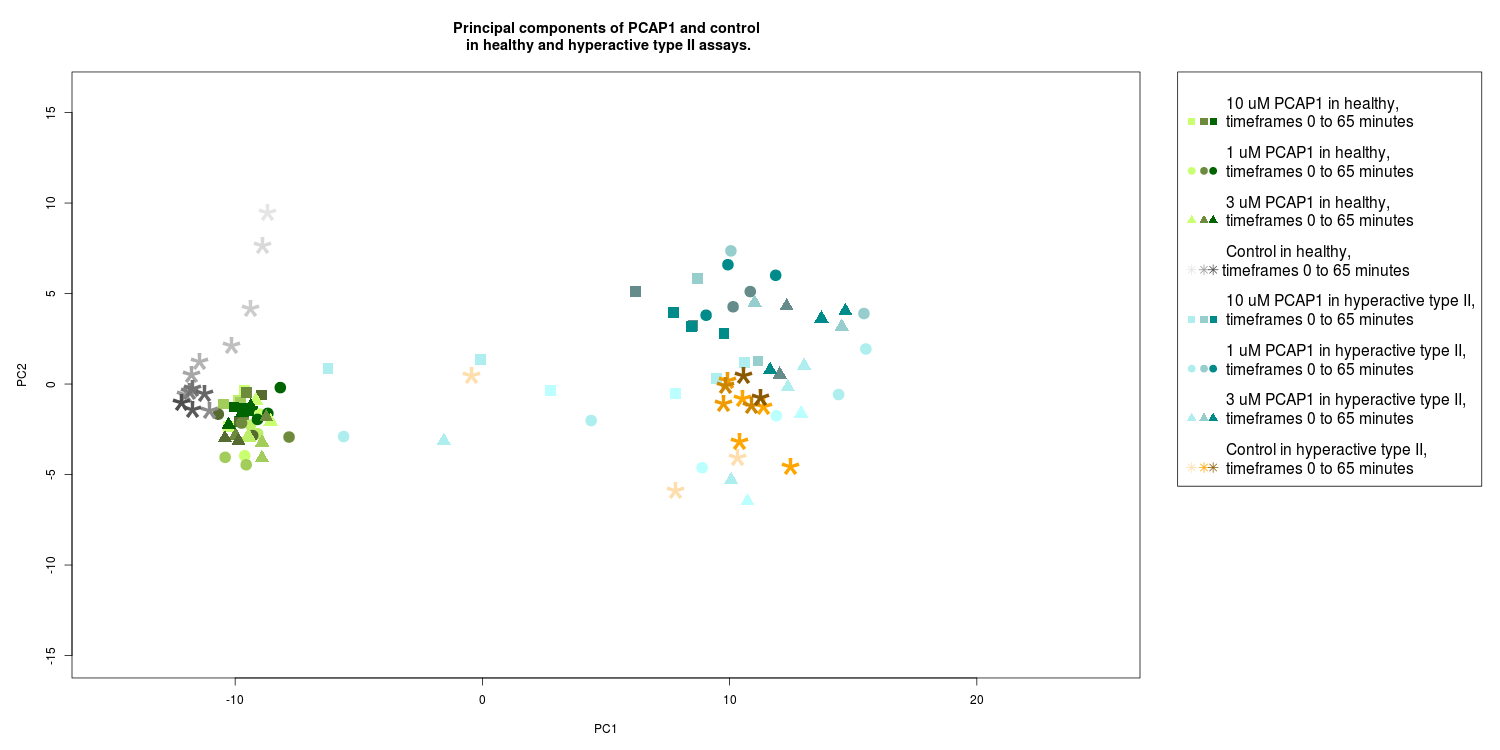 Principal components of PCAP1 and control
in healthy and hyperactive type II assays.
15
10
5
0
-5
-10
-15
PC2
-10
0
10
20
PC1
10 uM PCAP1 in healthy,
timeframes 0 to 65 minutes
1 uM PCAP1 in healthy,
timeframes 0 to 65 minutes
3 uM PCAP1 in healthy,
timeframes 0 to 65 minutes
Control in healthy,
timeframes 0 to 65 minutes
10 uM PCAP1 in hyperactive type II,
timeframes 0 to 65 minutes
1 uM PCAP1 in hyperactive type II,
timeframes 0 to 65 minutes
3 uM PCAP1 in hyperactive type II,
timeframes 0 to 65 minutes
Control in hyperactive type II,
timeframes 0 to 65 minutes